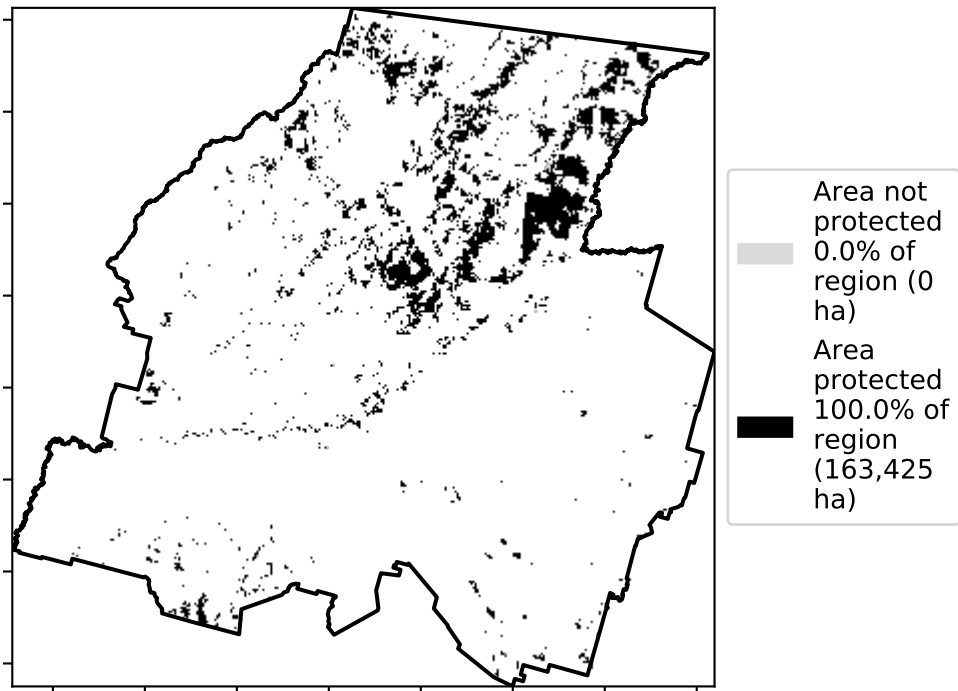 Area not
protected
0.0% of
region (0
ha)
Area
protected
100.0% of
region
(163,425
ha)